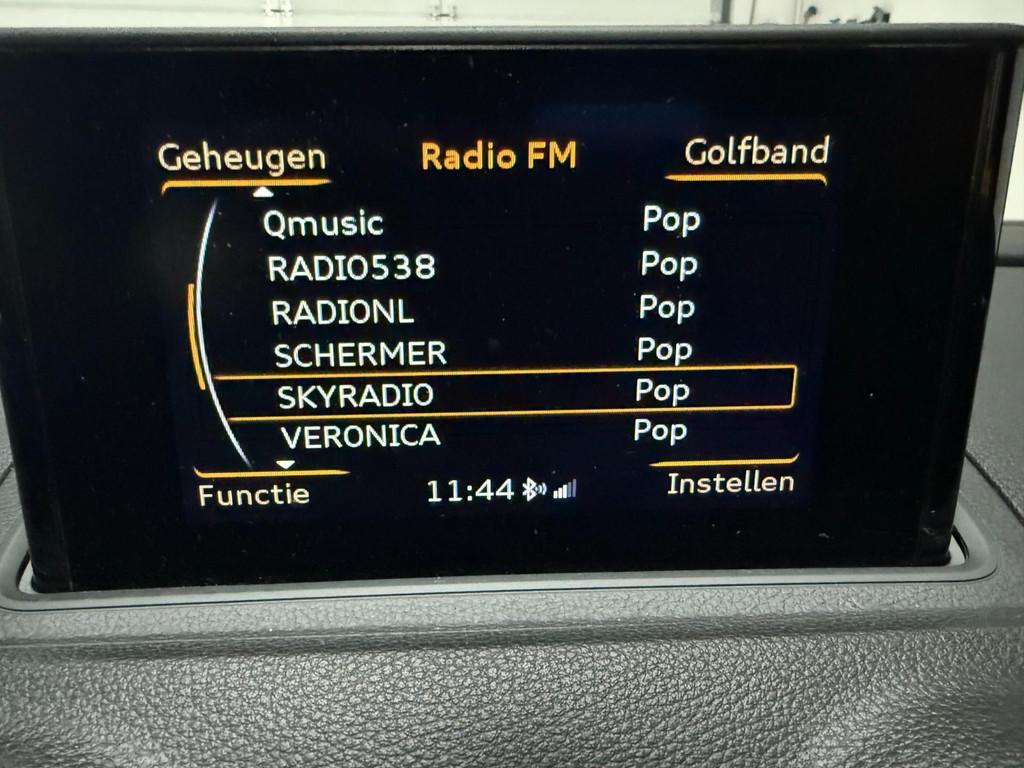 Geheugen Radio FM Golfband
Qmusic Pop
RADIO538 Pop
RADIONL Pop
SCHERMER Pop
SKYRADIO Pop
VERONICA Pop
Functie 11:44 Instellen